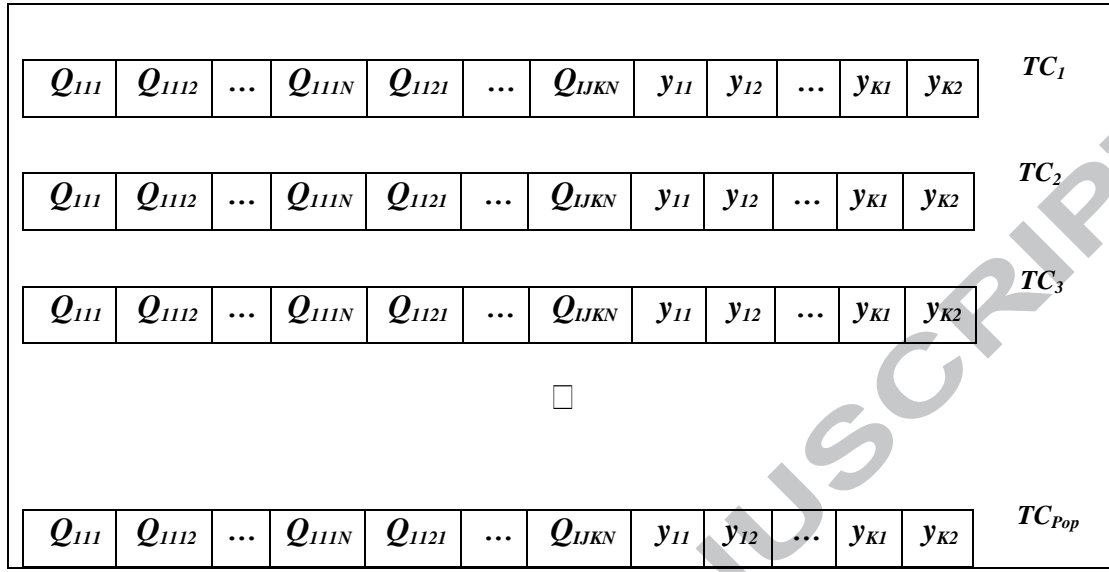 Q111 Q1112 … Q111N Q1121 … QIJKN y11 y12 … yK1 yK2 TC1
Q111 Q1112 … Q111N Q1121 … QIJKN y11 y12 … yK1 yK2 TC2
Q111 Q1112 … Q111N Q1121 … QIJKN y11 y12 … yK1 yK2 TC3
Q111 Q1112 … Q111N Q1121 … QIJKN y11 y12 … yK1 yK2 TCPop
USCRIP